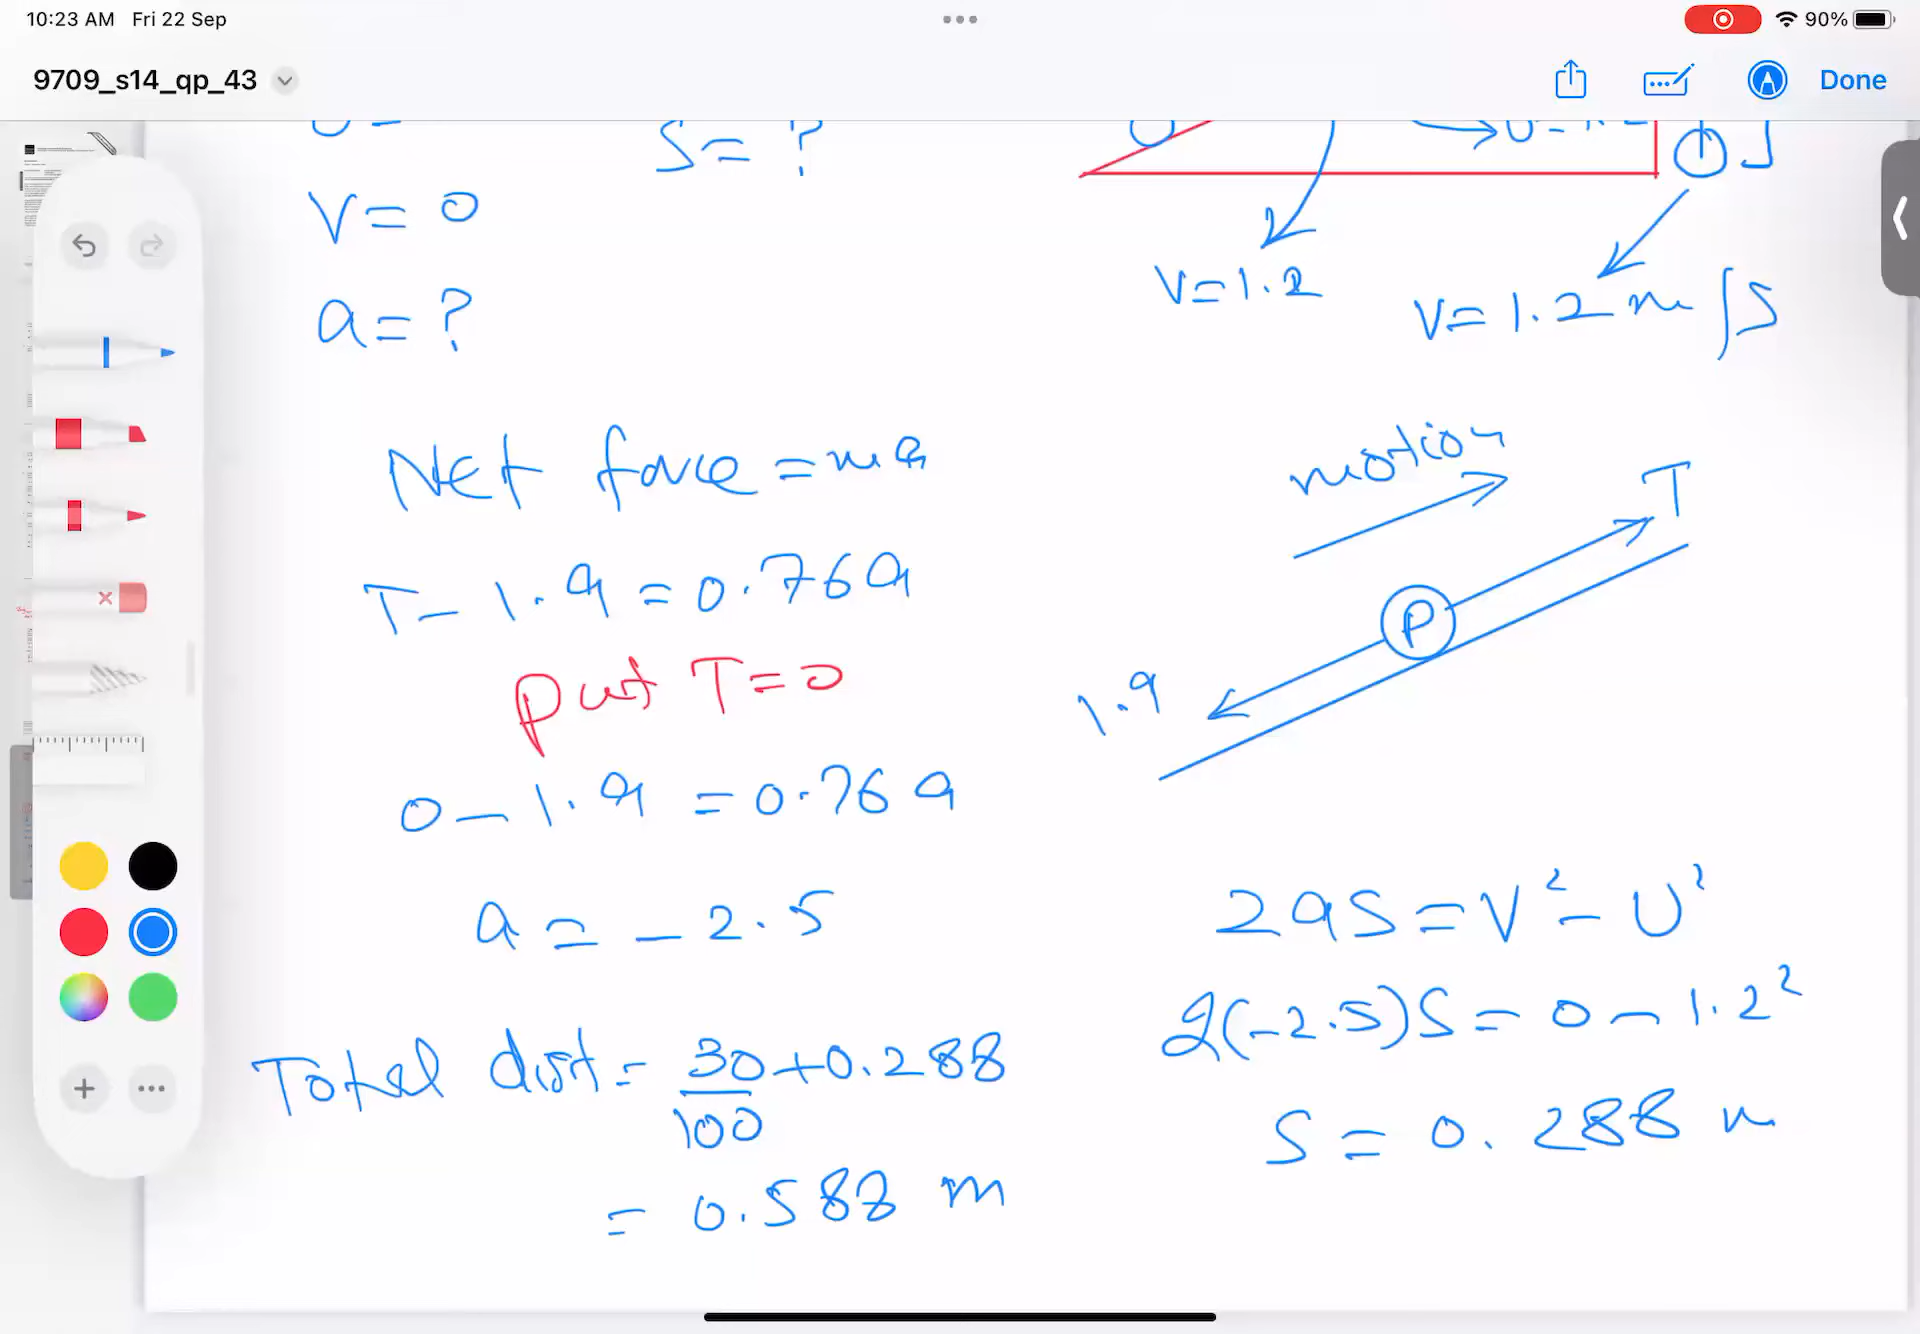 10:23 AM Fri 22 Sep
90%
9709_s14_qp_43
Done
S = ?
V = 0
a = ?
V = 1.2
V = 1.2 m/s
Net force = ma
T - 1.9 = 0.76a
put T = 0
0 - 1.9 = 0.76a
a = - 2.5
Total dist = 30/100 + 0.288
= 0.588 m
motion
T
P
1.9
2as = V² - U²
2(-2.5)S = 0 - 1.2²
S = 0.288 m